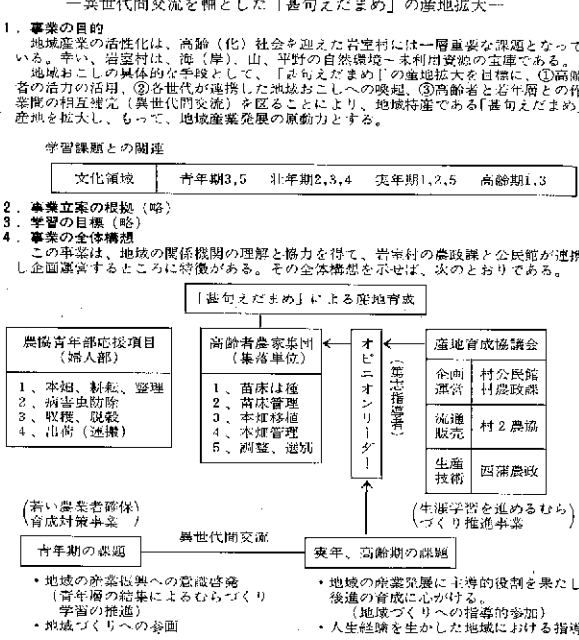 ―異世代間交流を軸とした「甚句えだまめ」の産地拡大―
1．事業の目的
地域産業の活性化は、高齢（化）社会を迎えた岩室村には一層重要な課題となって
いる。幸い、岩室村は、海（岸）、山、平野の自然環境～未利用資源の宝庫である。
地域おこしの具体的な手段として、「甚句えだまめ」の産地拡大を目標に、①高齢
者の活力の活用、②各世代が連携した地域おこしへの喚起、③高齢者と若年層との作
業間の相互補完（異世代間交流）を図ることにより、地域特産である「甚句えだまめ」
産地を拡大し、もって、地域産業発展の原動力とする。
学習課題との関連
文化領域 青年期3,5 壮年期2,3,4 実年期1,2,5 高齢期1,3
2．事業立案の根拠（略）
3．学習の目標（略）
4．事業の全体構想
この事業は、地域の関係機関の理解と協力を得て、岩室村の農政課と公民館が連携
し企画運営するところに特徴がある。その全体構想を示せば、次のとおりである。
「甚句えだまめ」による産地育成
農協青年部応援項目
（婦人部）
1、本畑、耕耘、整理
2、病害虫防除
3、収穫、脱穀
4、出荷（運搬）
高齢者農家集団
（集落単位）
1、苗床は種
2、苗床管理
3、本畑移植
4、本畑管理
5、調整、選別
オピニオンリーダー
（篤志指導者）
産地育成協議会
企画 村公民館
運営 村農政課
流通 村2農協
販売
生産 西蒲農政
技術
（若い農業者確保
育成対策事業）
（生涯学習を進めるむら
づくり推進事業）
青年期の課題
異世代間交流
実年、高齢期の課題
・地域の産業振興への意識啓発
（青年層の結集によるむらづくり
学習の推進）
・地域づくりへの参画
・地域の産業発展に主導的役割を果たし
後進の育成に心がける。
（地域づくりへの指導的参加）
・人生経験を生かした地域における指導